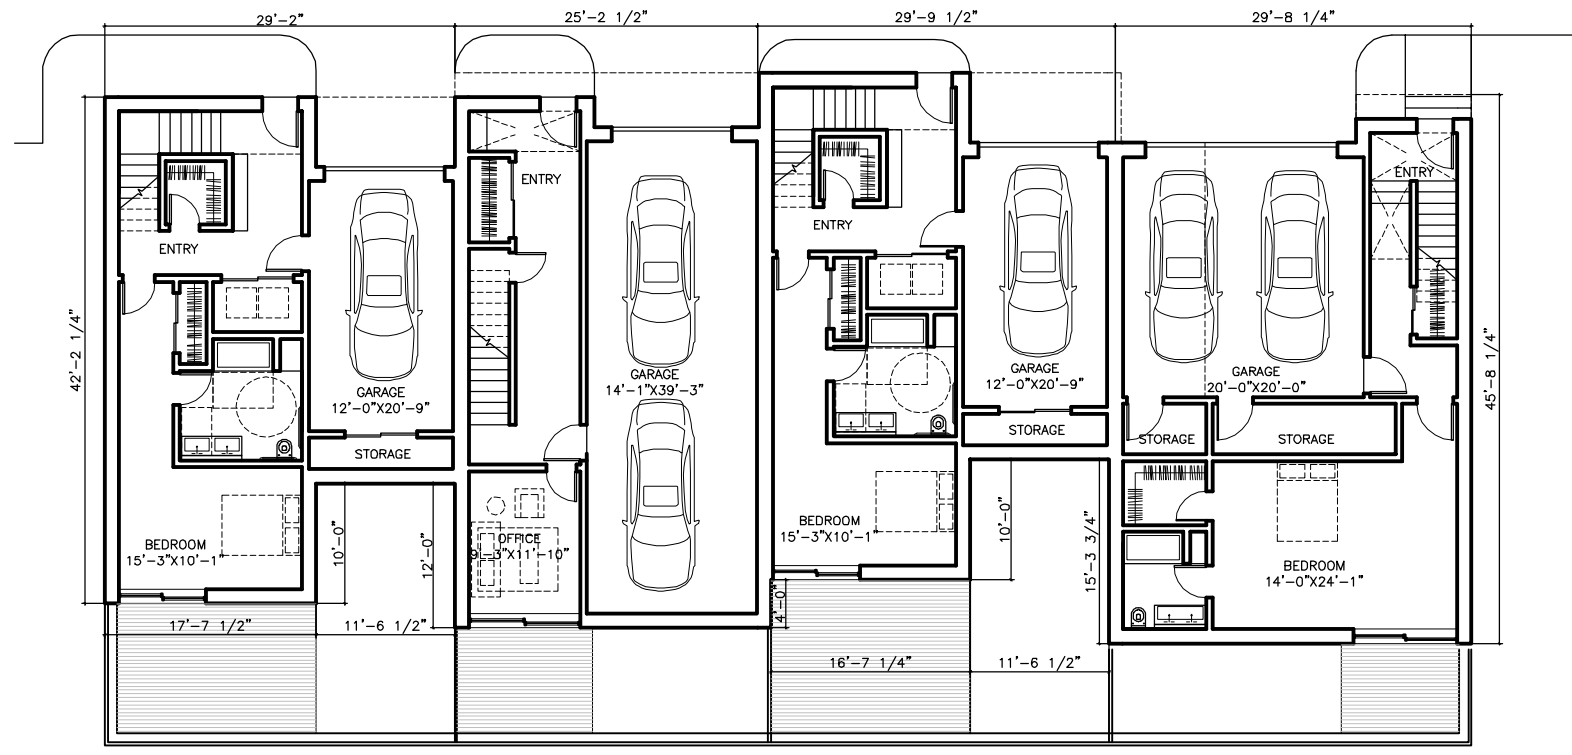 29'-2"
25'-2 1/2"
29'-9 1/2"
29'-8 1/4"
ENTRY
ENTRY
ENTRY
ENTRY
42'-2 1/4"
45'-8 1/4"
GARAGE
12'-0"X20'-9"
GARAGE
14'-1"X39'-3"
GARAGE
12'-0"X20'-9"
GARAGE
20'-0"X20'-0"
STORAGE
STORAGE
STORAGE
STORAGE
BEDROOM
15'-3"X10'-1"
10'-0"
12'-0"
OFFICE
9'-3"X11'-10"
BEDROOM
15'-3"X10'-1"
10'-0"
15'-3 3/4"
BEDROOM
14'-0"X24'-1"
4'-0"
17'-7 1/2"
11'-6 1/2"
16'-7 1/4"
11'-6 1/2"